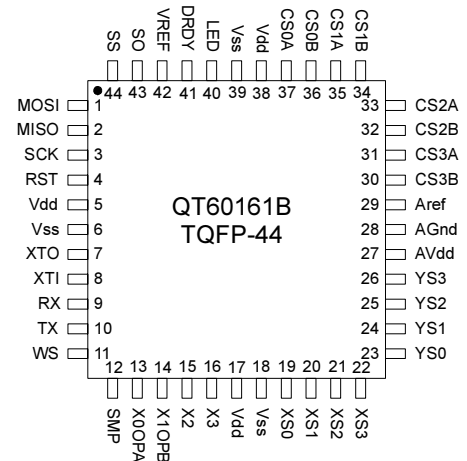 SS SO VREF DRDY LED Vss Vdd CS0A CS0B CS1A CS1B
44 43 42 41 40 39 38 37 36 35 34
MOSI 1 33 CS2A
MISO 2 32 CS2B
SCK 3 31 CS3A
RST 4 30 CS3B
Vdd 5 29 Aref
Vss 6 28 AGnd
XTO 7 27 AVdd
XTI 8 26 YS3
RX 9 25 YS2
TX 10 24 YS1
WS 11 23 YS0
QT60161B
TQFP-44
12 13 14 15 16 17 18 19 20 21 22
SMP X0OPA X1OPB X2 X3 Vdd Vss XS0 XS1 XS2 XS3